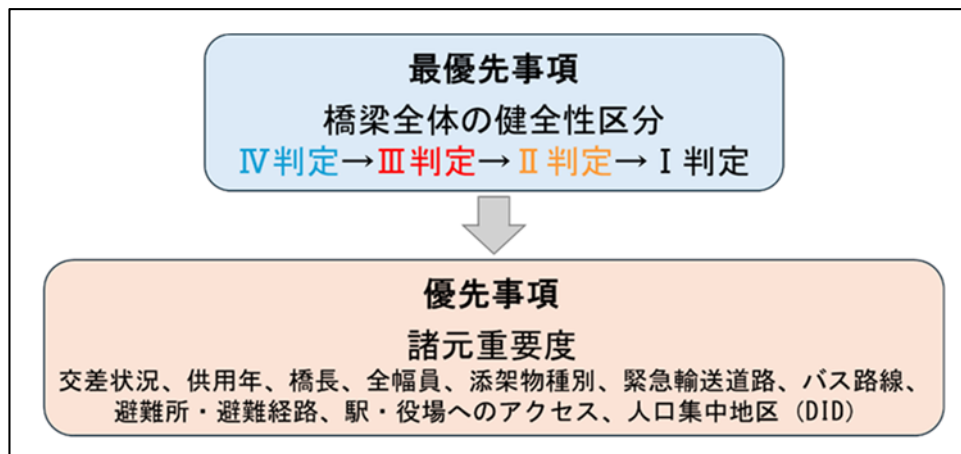 最優先事項
橋梁全体の健全性区分
Ⅳ判定→Ⅲ判定→Ⅱ判定→Ⅰ判定
優先事項
諸元重要度
交差状況、供用年、橋長、全幅員、添架物種別、緊急輸送道路、バス路線、
避難所・避難経路、駅・役場へのアクセス、人口集中地区（DID）